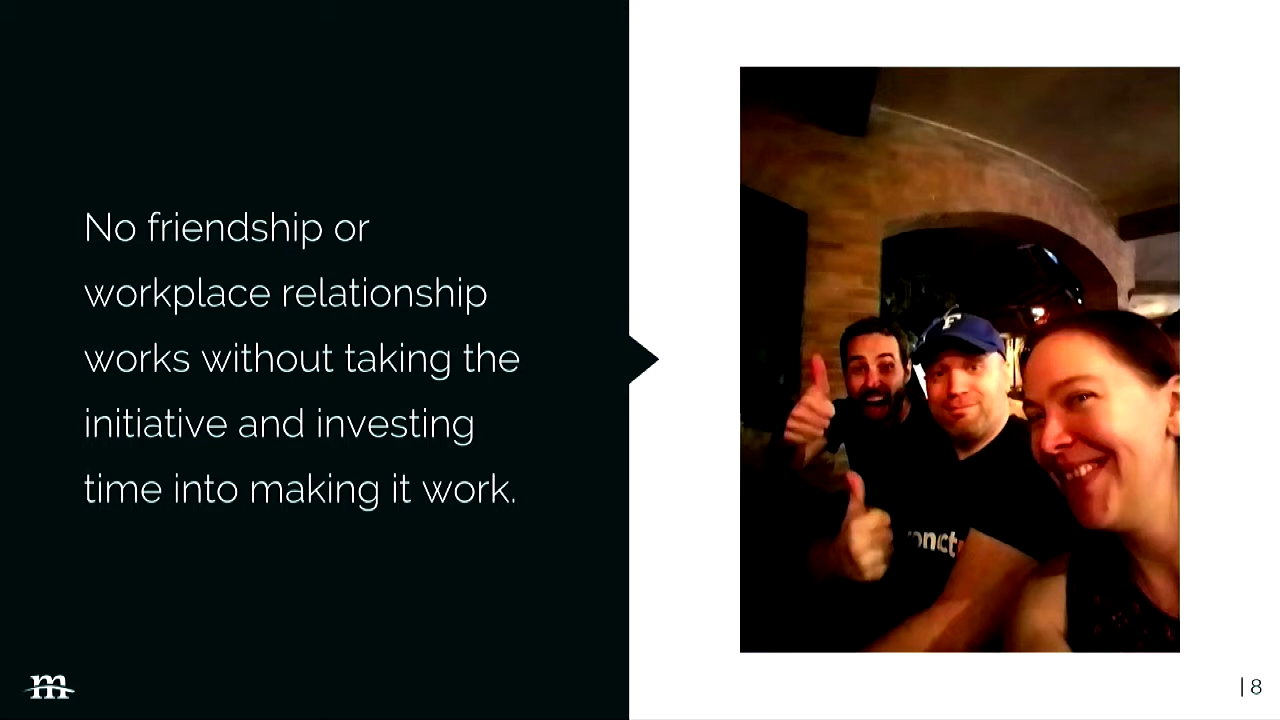 No friendship or
workplace relationship
works without taking the
initiative and investing
time into making it work.
F
m
| 8